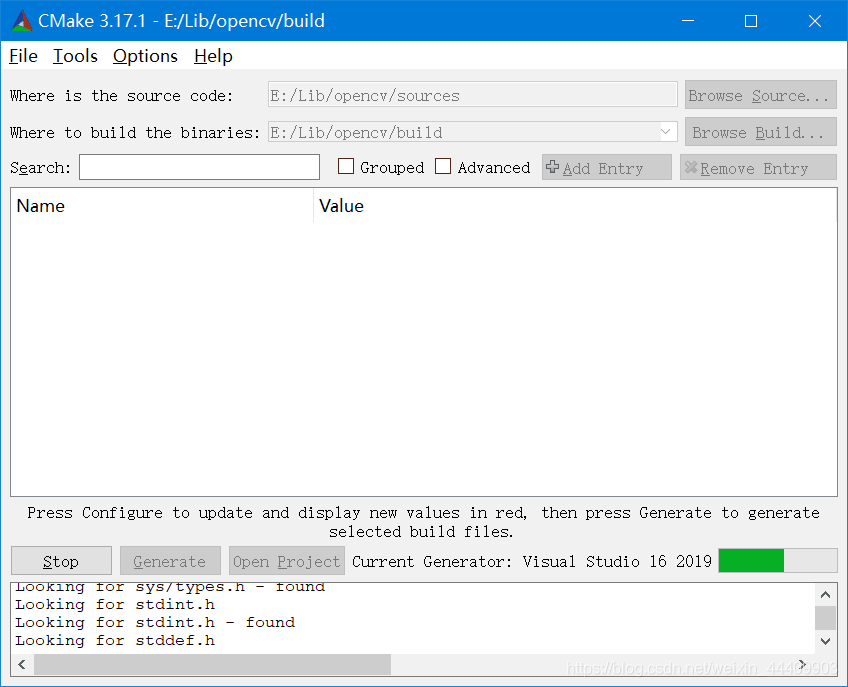 CMake 3.17.1 - E:/Lib/opencv/build
File Tools Options Help
Where is the source code: E:/Lib/opencv/sources Browse Source...
Where to build the binaries: E:/Lib/opencv/build Browse Build...
Search: Grouped Advanced Add Entry Remove Entry
Name Value
Press Configure to update and display new values in red, then press Generate to generate
selected build files.
Stop Generate Open Project Current Generator: Visual Studio 16 2019
Looking for sys/types.h - found
Looking for stdint.h
Looking for stdint.h - found
Looking for stddef.h
https://blog.csdn.net/weixin_44499903